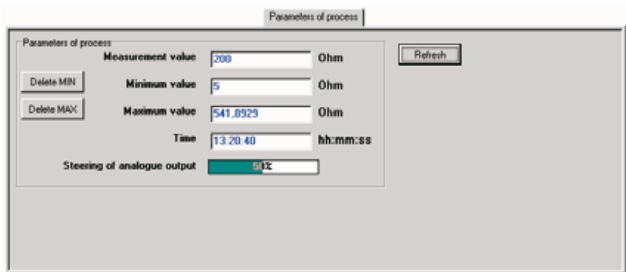 Parameters of process
Parameters of process
Measurement value 200 Ohm Refresh
Delete MIN Minimum value 5 Ohm
Delete MAX Maximum value 541,8929 Ohm
Time 13:20:40 hh:mm:ss
Steering of analogue output 50%